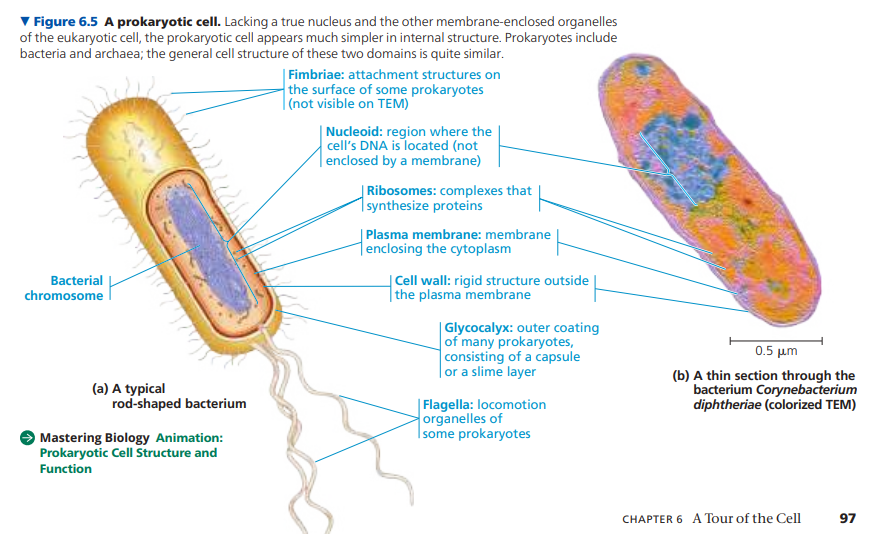 ▼ Figure 6.5 A prokaryotic cell. Lacking a true nucleus and the other membrane-enclosed organelles
of the eukaryotic cell, the prokaryotic cell appears much simpler in internal structure. Prokaryotes include
bacteria and archaea; the general cell structure of these two domains is quite similar.
Fimbriae: attachment structures on
the surface of some prokaryotes
(not visible on TEM)
Nucleoid: region where the
cell's DNA is located (not
enclosed by a membrane)
Ribosomes: complexes that
synthesize proteins
Plasma membrane: membrane
enclosing the cytoplasm
Bacterial
chromosome
Cell wall: rigid structure outside
the plasma membrane
Glycocalyx: outer coating
of many prokaryotes,
consisting of a capsule
or a slime layer
0.5 μm
(a) A typical
rod-shaped bacterium
(b) A thin section through the
bacterium Corynebacterium
diphtheriae (colorized TEM)
Flagella: locomotion
organelles of
some prokaryotes
Mastering Biology Animation:
Prokaryotic Cell Structure and
Function
CHAPTER 6 A Tour of the Cell 97